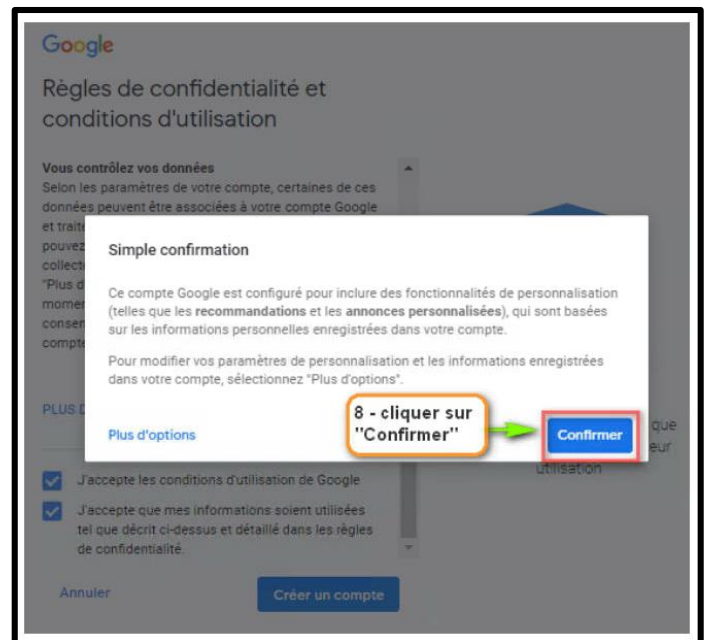 Google
Règles de confidentialité et
conditions d'utilisation
Vous contrôlez vos données
Selon les paramètres de votre compte, certaines de ces
données peuvent être associées à votre compte Google
et traite
pouvez
collecte
"Plus d
momen
consen
compte
PLUS D
Simple confirmation
Ce compte Google est configuré pour inclure des fonctionnalités de personnalisation
(telles que les recommandations et les annonces personnalisées), qui sont basées
sur les informations personnelles enregistrées dans votre compte.
Pour modifier vos paramètres de personnalisation et les informations enregistrées
dans votre compte, sélectionnez "Plus d'options".
Plus d'options
8 - cliquer sur
"Confirmer"
Confirmer
que
eur
utilisation
J'accepte les conditions d'utilisation de Google
J'accepte que mes informations soient utilisées
tel que décrit ci-dessus et détaillé dans les règles
de confidentialité.
Annuler
Créer un compte